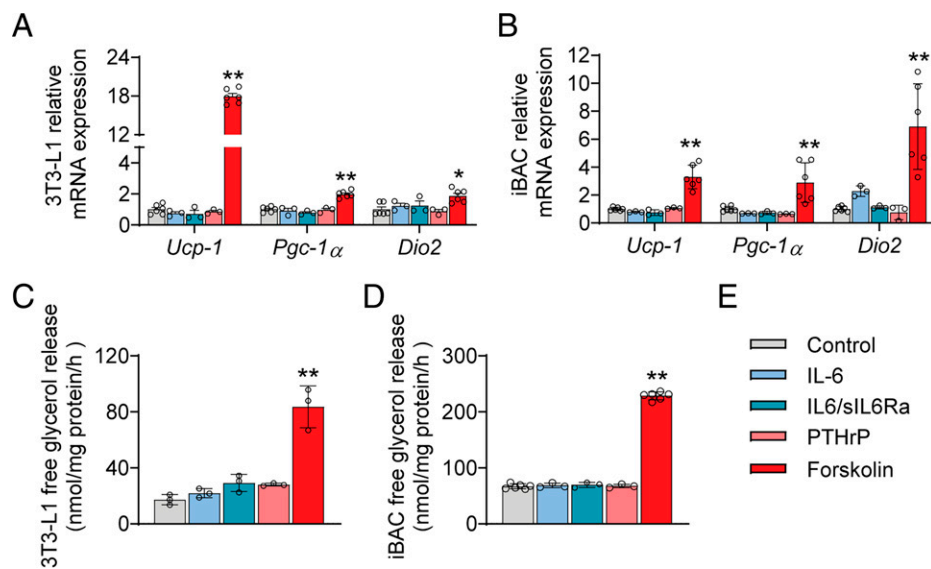 A
3T3-L1 relative
mRNA expression
24
18
12
4
2
0
**
**
*
Ucp-1
Pgc-1α
Dio2
B
iBAC relative
mRNA expression
12
10
8
6
4
2
0
**
**
**
Ucp-1
Pgc-1α
Dio2
C
3T3-L1 free glycerol release
(nmol/mg protein/h)
120
80
40
0
**
D
iBAC free glycerol release
(nmol/mg protein/h)
300
200
100
0
**
E
Control
IL-6
IL6/sIL6Ra
PTHrP
Forskolin